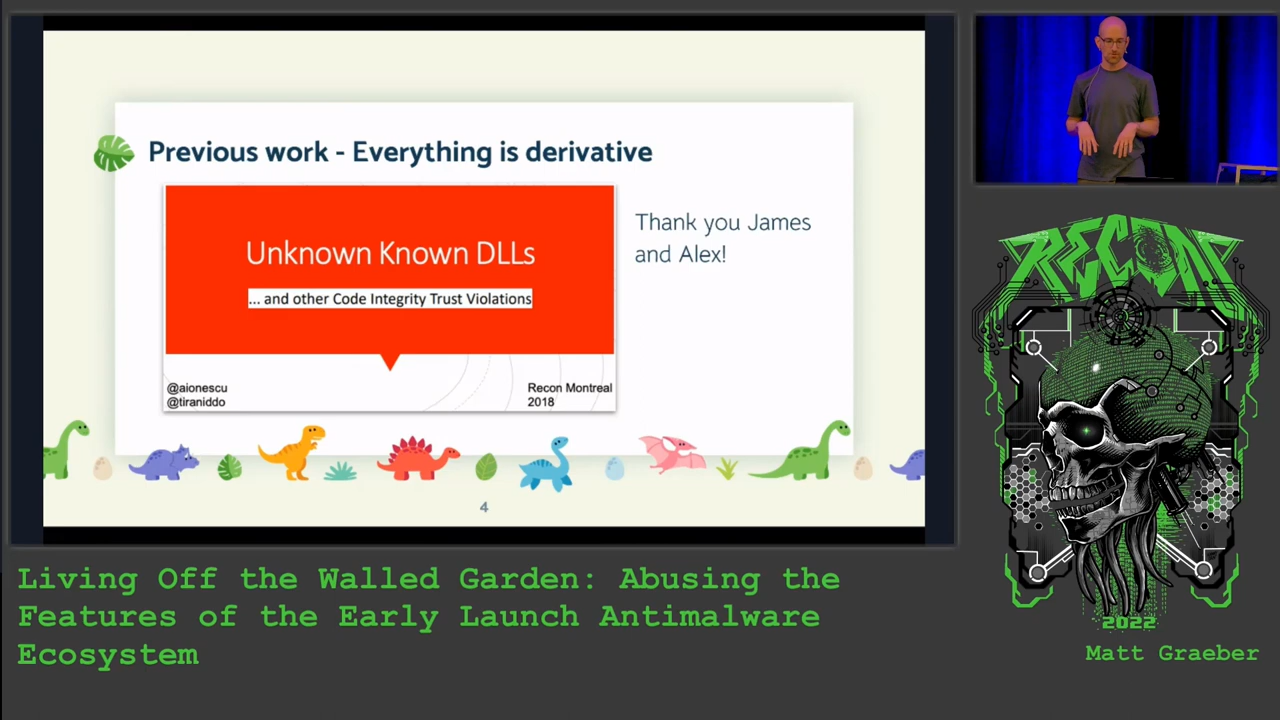 Previous work - Everything is derivative
Unknown Known DLLs
... and other Code Integrity Trust Violations
@aionescu
@tiraniddo
Recon Montreal
2018
Thank you James
and Alex!
4
RECON
2022
Living Off the Walled Garden: Abusing the
Features of the Early Launch Antimalware
Ecosystem
Matt Graeber